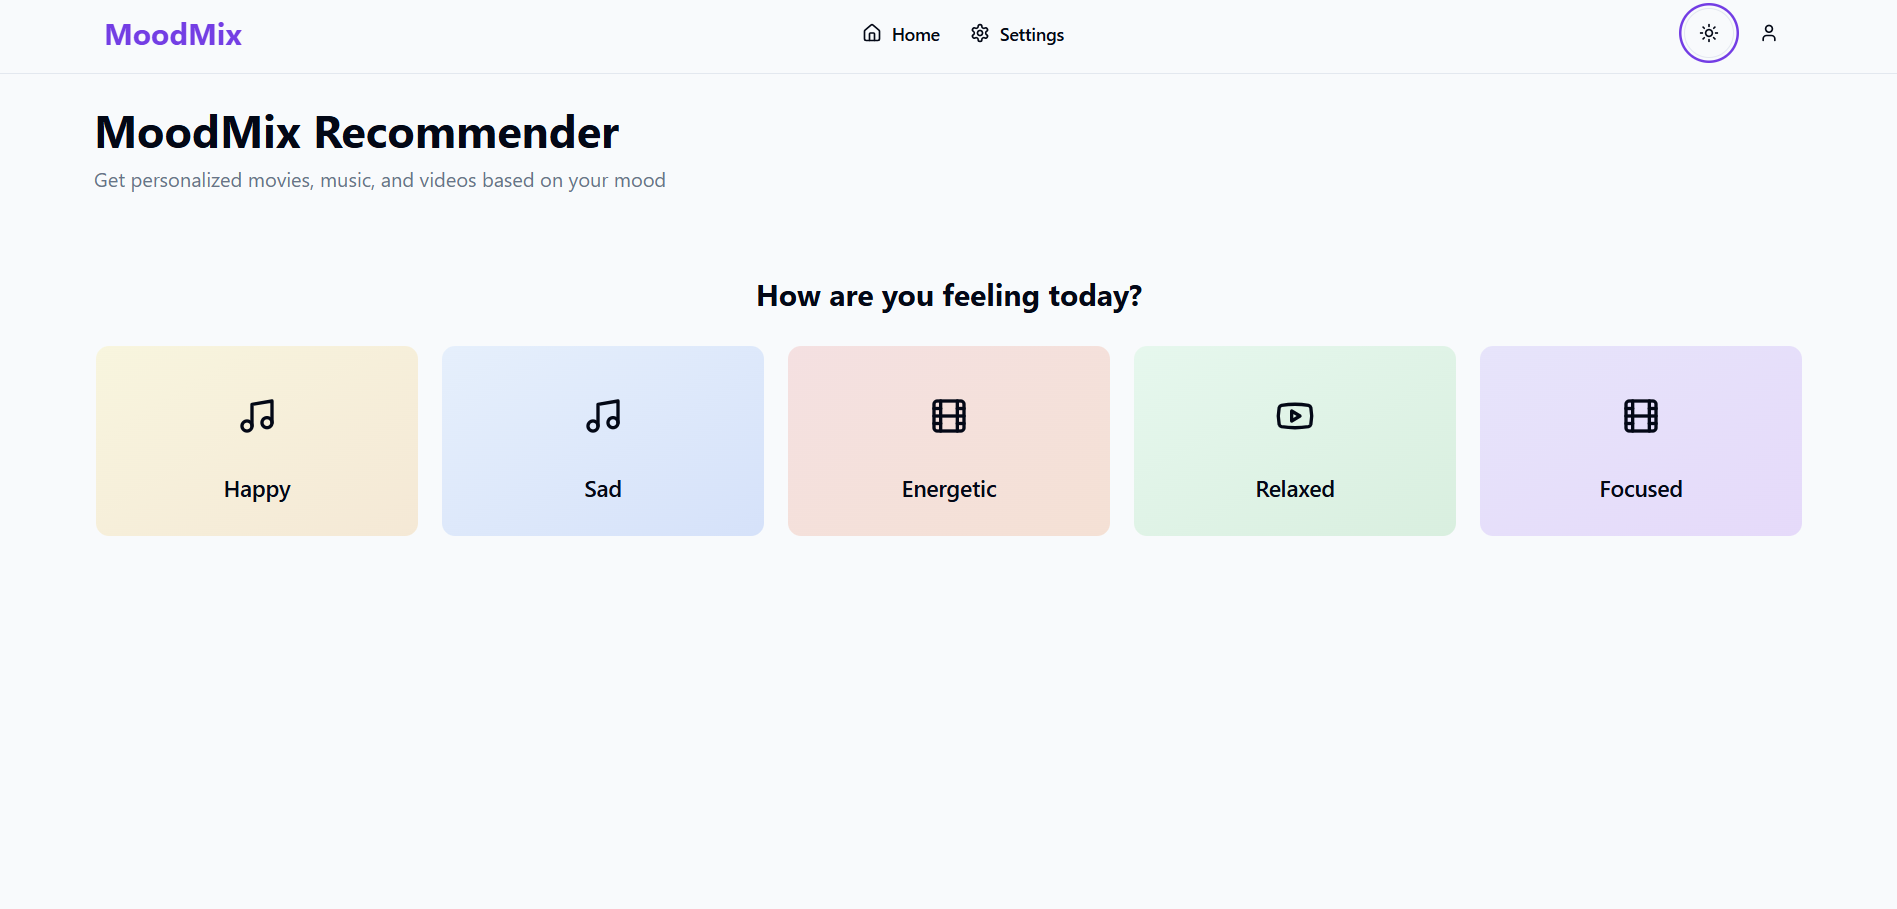 MoodMix
Home
Settings
MoodMix Recommender
Get personalized movies, music, and videos based on your mood
How are you feeling today?
Happy
Sad
Energetic
Relaxed
Focused